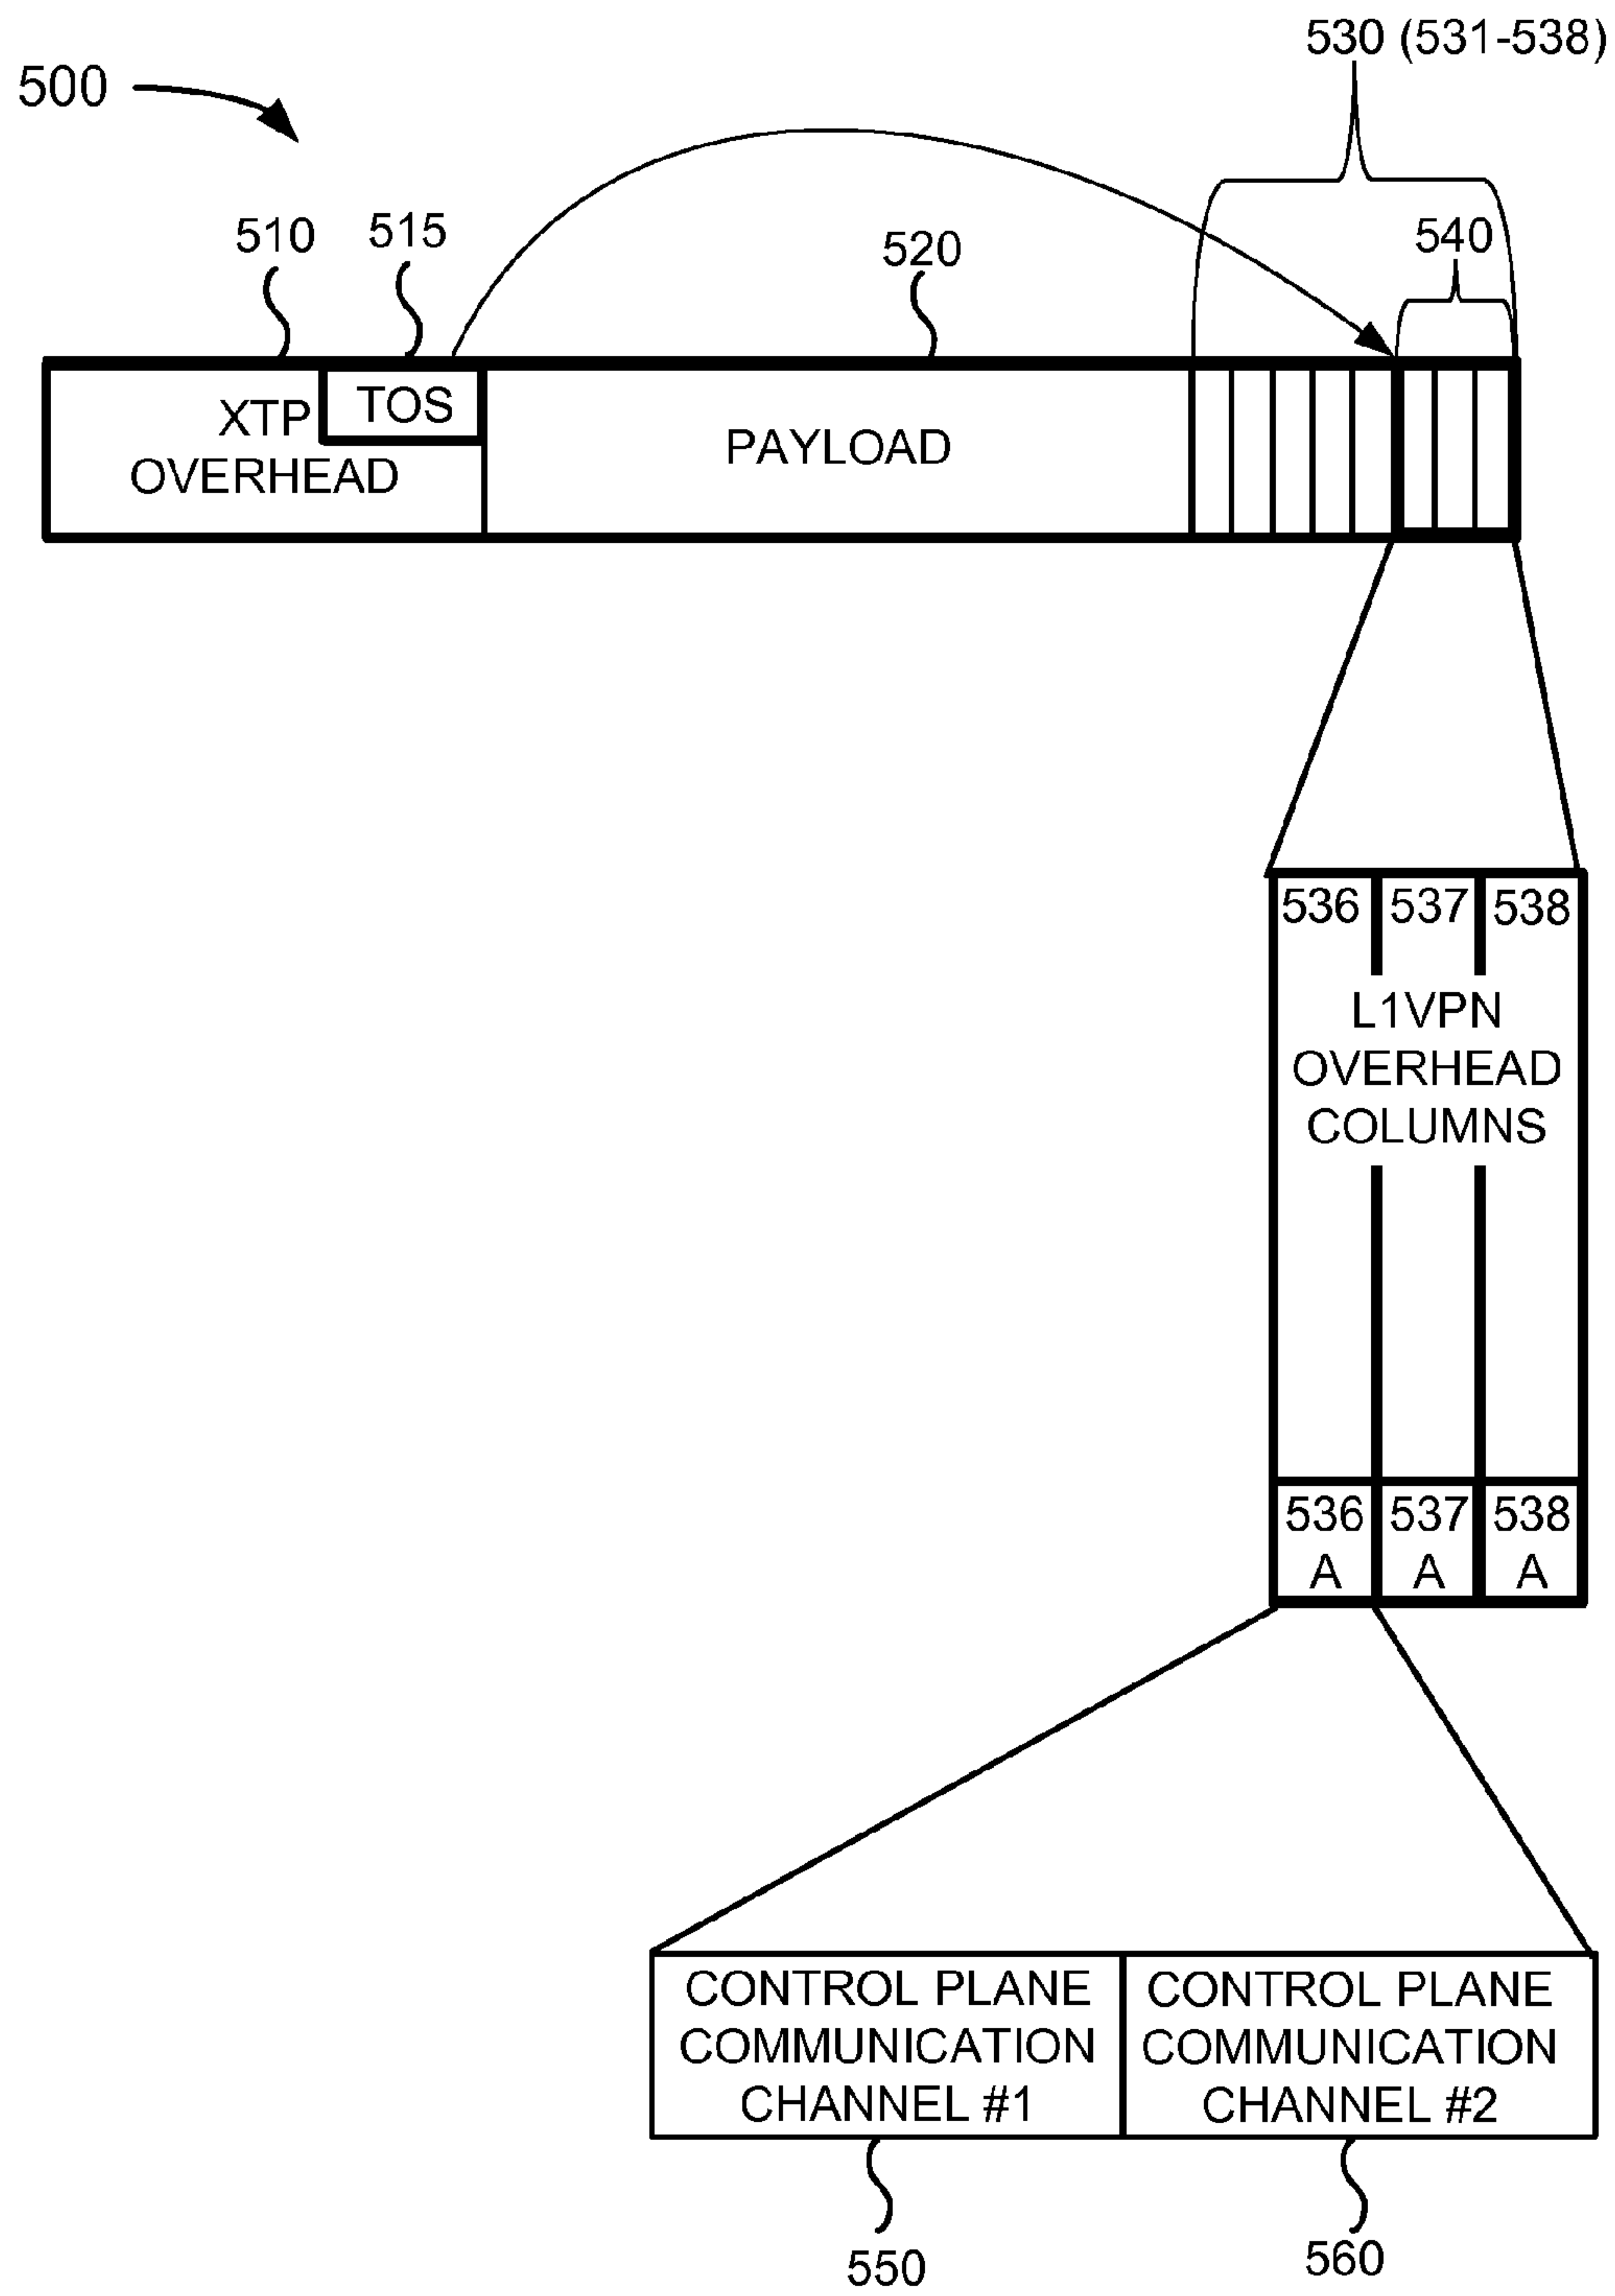 530 (531-538)
500
510
515
520
540
TOS
XTP
OVERHEAD
PAYLOAD
536
537
538
L1VPN
OVERHEAD
COLUMNS
536
A
537
A
538
A
CONTROL PLANE
COMMUNICATION
CHANNEL #1
CONTROL PLANE
COMMUNICATION
CHANNEL #2
550
560